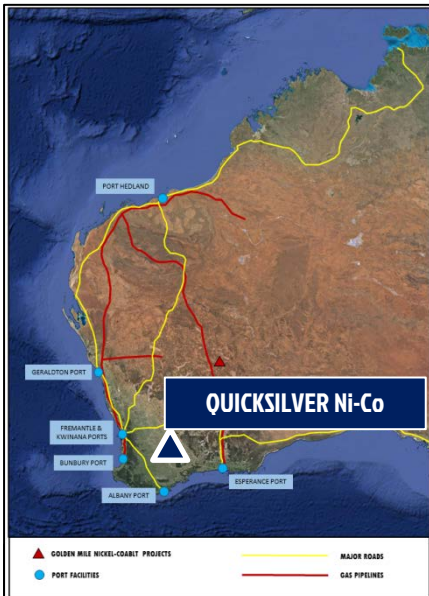 PORT HEDLAND
GERALDTON PORT
QUICKSILVER Ni-Co
FREMANTLE &
KWINANA PORTS
BUNBURY PORT
ESPERANCE PORT
ALBANY PORT
GOLDEN MILE NICKEL-COABLT PROJECTS
MAJOR ROADS
PORT FACILITIES
GAS PIPELINES